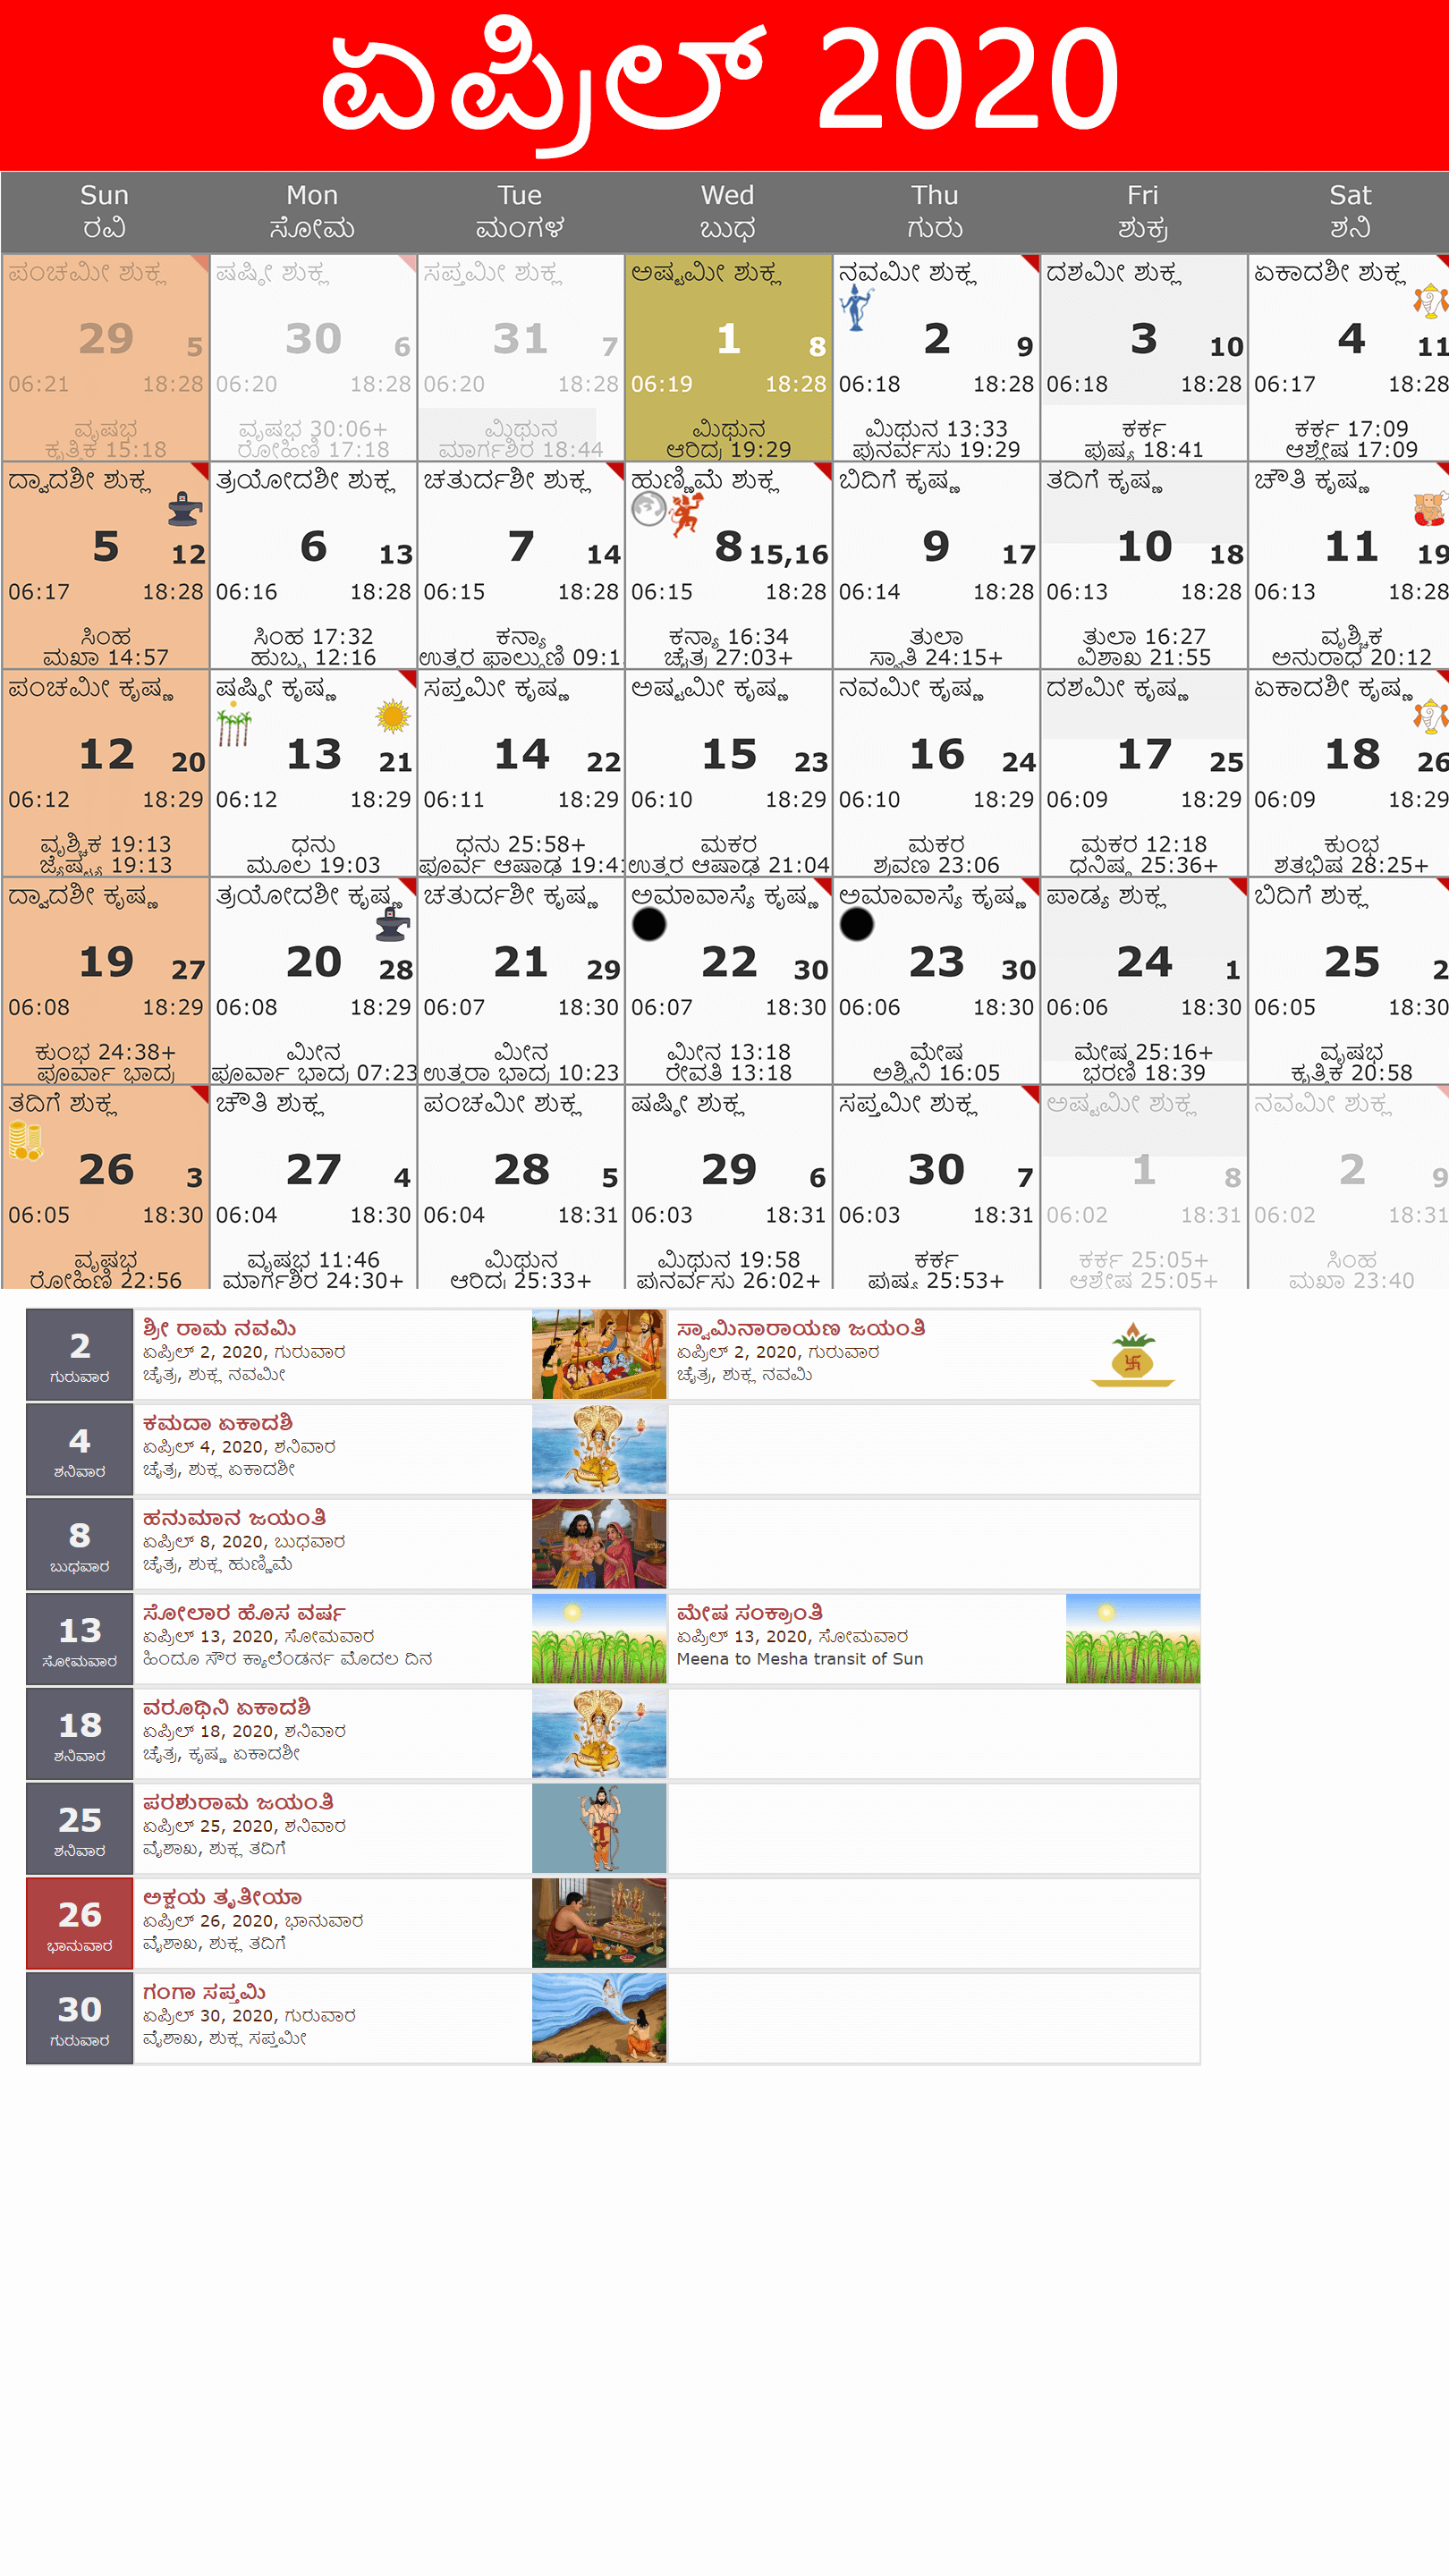 ಏಪ್ರಿಲ್ 2020
Sun Mon Tue Wed Thu Fri Sat
ರವಿ ಸೋಮ ಮಂಗಳ ಬುಧ ಗುರು ಶುಕ್ರ ಶನಿ
ಪಂಚಮೀ ಶುಕ್ಲ ಷಷ್ಠೀ ಶುಕ್ಲ ಸಪ್ತಮೀ ಶುಕ್ಲ ಅಷ್ಟಮೀ ಶುಕ್ಲ ನವಮೀ ಶುಕ್ಲ ದಶಮೀ ಶುಕ್ಲ ಏಕಾದಶೀ ಶುಕ್ಲ
29 5 30 6 31 7 1 8 2 9 3 10 4 11
06:21 18:28 06:20 18:28 06:20 18:28 06:19 18:28 06:18 18:28 06:18 18:28 06:17 18:28
ವೃಷಭ ವೃಷಭ 30:06+ ಮಿಥುನ ಮಿಥುನ ಮಿಥುನ 13:33 ಕರ್ಕ ಕರ್ಕ 17:09
ಕೃತಿಕ 15:18 ರೋಹಿಣಿ 17:18 ಮಾರ್ಗಶಿರ 18:44 ಆರಿದ್ರ 19:29 ಪುನರ್ವಸು 19:29 ಪುಷ್ಯ 18:41 ಆಶ್ಲೇಷ 17:09
ದ್ವಾದಶೀ ಶುಕ್ಲ ತ್ರಯೋದಶೀ ಶುಕ್ಲ ಚತುರ್ದಶೀ ಶುಕ್ಲ ಹುಣ್ಣಿಮೆ ಶುಕ್ಲ ಬಿದಿಗೆ ಕೃಷ್ಣ ತದಿಗೆ ಕೃಷ್ಣ ಚೌತಿ ಕೃಷ್ಣ
5 12 6 13 7 14 8 15,16 9 17 10 18 11 19
06:17 18:28 06:16 18:28 06:15 18:28 06:15 18:28 06:14 18:28 06:13 18:28 06:13 18:28
ಸಿಂಹ ಸಿಂಹ 17:32 ಕನ್ಯಾ ಕನ್ಯಾ 16:34 ತುಲಾ ತುಲಾ 16:27 ವೃಶ್ಚಿಕ
ಮಖಾ 14:57 ಹುಬ್ಬ 12:16 ಉತ್ತರ ಫಾಲ್ಗುಣಿ 09:1 ಚೈತ್ರ 27:03+ ಸ್ವಾತಿ 24:15+ ವಿಶಾಖ 21:55 ಅನುರಾಧ 20:12
ಪಂಚಮೀ ಕೃಷ್ಣ ಷಷ್ಠೀ ಕೃಷ್ಣ ಸಪ್ತಮೀ ಕೃಷ್ಣ ಅಷ್ಟಮೀ ಕೃಷ್ಣ ನವಮೀ ಕೃಷ್ಣ ದಶಮೀ ಕೃಷ್ಣ ಏಕಾದಶೀ ಕೃಷ್ಣ
12 20 13 21 14 22 15 23 16 24 17 25 18 26
06:12 18:29 06:12 18:29 06:11 18:29 06:10 18:29 06:10 18:29 06:09 18:29 06:09 18:29
ವೃಶ್ಚಿಕ 19:13 ಧನು ಧನು 25:58+ ಮಕರ ಮಕರ ಮಕರ 12:18 ಕುಂಭ
ಜ್ಯೆಷ್ಟ್ಯ 19:13 ಮೂಲ 19:03 ಪೂರ್ವ ಆಷಾಢ 19:4 ಉತ್ತರ ಆಷಾಢ 21:04 ಶ್ರವಣ 23:06 ಧನಿಷ್ಠ 25:36+ ಶತಭಿಷ 28:25+
ದ್ವಾದಶೀ ಕೃಷ್ಣ ತ್ರಯೋದಶೀ ಕೃಷ್ಣ ಚತುರ್ದಶೀ ಕೃಷ್ಣ ಅಮಾವಾಸ್ಯೆ ಕೃಷ್ಣ ಅಮಾವಾಸ್ಯೆ ಕೃಷ್ಣ ಪಾಡ್ಯ ಶುಕ್ಲ ಬಿದಿಗೆ ಶುಕ್ಲ
19 27 20 28 21 29 22 30 23 30 24 1 25 2
06:08 18:29 06:08 18:29 06:07 18:30 06:07 18:30 06:06 18:30 06:06 18:30 06:05 18:30
ಕುಂಭ 24:38+ ಮೀನ ಮೀನ ಮೀನ 13:18 ಮೇಷ ಮೇಷ 25:16+ ವೃಷಭ
ಪೂರ್ವಾ ಭಾದ್ರ ಪೂರ್ವಾ ಭಾದ್ರ 07:23 ಉತ್ತರಾ ಭಾದ್ರ 10:23 ರೇವತಿ 13:18 ಅಶ್ವಿನಿ 16:05 ಭರಣಿ 18:39 ಕೃತಿಕ 20:58
ತದಿಗೆ ಶುಕ್ಲ ಚೌತಿ ಶುಕ್ಲ ಪಂಚಮೀ ಶುಕ್ಲ ಷಷ್ಠೀ ಶುಕ್ಲ ಸಪ್ತಮೀ ಶುಕ್ಲ ಅಷ್ಟಮೀ ಶುಕ್ಲ ನವಮೀ ಶುಕ್ಲ
26 3 27 4 28 5 29 6 30 7 1 8 2 9
06:05 18:30 06:04 18:30 06:04 18:31 06:03 18:31 06:03 18:31 06:02 18:31 06:02 18:31
ವೃಷಭ ವೃಷಭ 11:46 ಮಿಥುನ ಮಿಥುನ 19:58 ಕರ್ಕ ಕರ್ಕ 25:05+ ಸಿಂಹ
ರೋಹಿಣಿ 22:56 ಮಾರ್ಗಶಿರ 24:30+ ಆರಿದ್ರ 25:33+ ಪುನರ್ವಸು 26:02+ ಪುಷ್ಯ 25:53+ ಆಶ್ಲೇಷ 25:05+ ಮಖಾ 23:40
2
ಗುರುವಾರ
ಶ್ರೀ ರಾಮ ನವಮಿ
ಏಪ್ರಿಲ್ 2, 2020, ಗುರುವಾರ
ಚೈತ್ರ, ಶುಕ್ಲ ನವಮೀ
ಸ್ವಾಮಿನಾರಾಯಣ ಜಯಂತಿ
ಏಪ್ರಿಲ್ 2, 2020, ಗುರುವಾರ
ಚೈತ್ರ, ಶುಕ್ಲ ನವಮಿ
4
ಶನಿವಾರ
ಕಮದಾ ಏಕಾದಶಿ
ಏಪ್ರಿಲ್ 4, 2020, ಶನಿವಾರ
ಚೈತ್ರ, ಶುಕ್ಲ ಏಕಾದಶೀ
8
ಬುಧವಾರ
ಹನುಮಾನ ಜಯಂತಿ
ಏಪ್ರಿಲ್ 8, 2020, ಬುಧವಾರ
ಚೈತ್ರ, ಶುಕ್ಲ ಹುಣ್ಣಿಮೆ
13
ಸೋಮವಾರ
ಸೋಲಾರ ಹೊಸ ವರ್ಷ
ಏಪ್ರಿಲ್ 13, 2020, ಸೋಮವಾರ
ಹಿಂದೂ ಸೌರ ಕ್ಯಾಲೆಂಡರ್ನ ಮೊದಲ ದಿನ
ಮೇಷ ಸಂಕ್ರಾಂತಿ
ಏಪ್ರಿಲ್ 13, 2020, ಸೋಮವಾರ
Meena to Mesha transit of Sun
18
ಶನಿವಾರ
ವರೂಥಿನಿ ಏಕಾದಶಿ
ಏಪ್ರಿಲ್ 18, 2020, ಶನಿವಾರ
ಚೈತ್ರ, ಕೃಷ್ಣ ಏಕಾದಶೀ
25
ಶನಿವಾರ
ಪರಶುರಾಮ ಜಯಂತಿ
ಏಪ್ರಿಲ್ 25, 2020, ಶನಿವಾರ
ವೈಶಾಖ, ಶುಕ್ಲ ತದಿಗೆ
26
ಭಾನುವಾರ
ಅಕ್ಷಯ ತೃತೀಯಾ
ಏಪ್ರಿಲ್ 26, 2020, ಭಾನುವಾರ
ವೈಶಾಖ, ಶುಕ್ಲ ತದಿಗೆ
30
ಗುರುವಾರ
ಗಂಗಾ ಸಪ್ತಮಿ
ಏಪ್ರಿಲ್ 30, 2020, ಗುರುವಾರ
ವೈಶಾಖ, ಶುಕ್ಲ ಸಪ್ತಮೀ